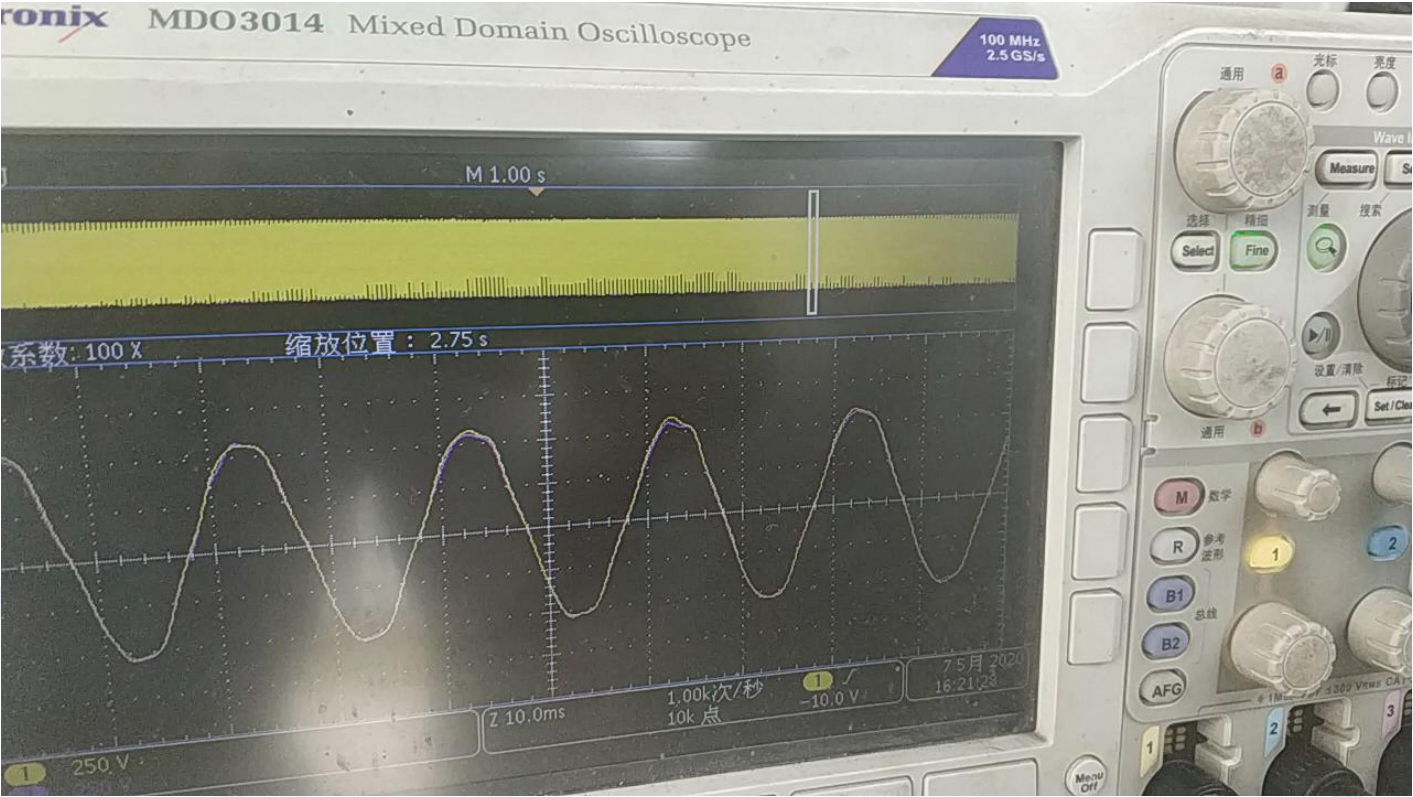 ronix MDO3014 Mixed Domain Oscilloscope
100 MHz
2.5 GS/s
通用 a 光标 亮度
Measure
选择 精细 测量 搜索
Select Fine
M 1.00 s
系数: 100 X 缩放位置: 2.75 s
设置/清除 标记
Set/Clea
通用 b
M 数学
R 参考
波形
1 2
B1
总线
B2
AFG
Z 10.0ms
1.00k次/秒
10k 点
1
-10.0 V
7 5月 2020
16:21:28
1 250 V
1 2 3
Menu
Off